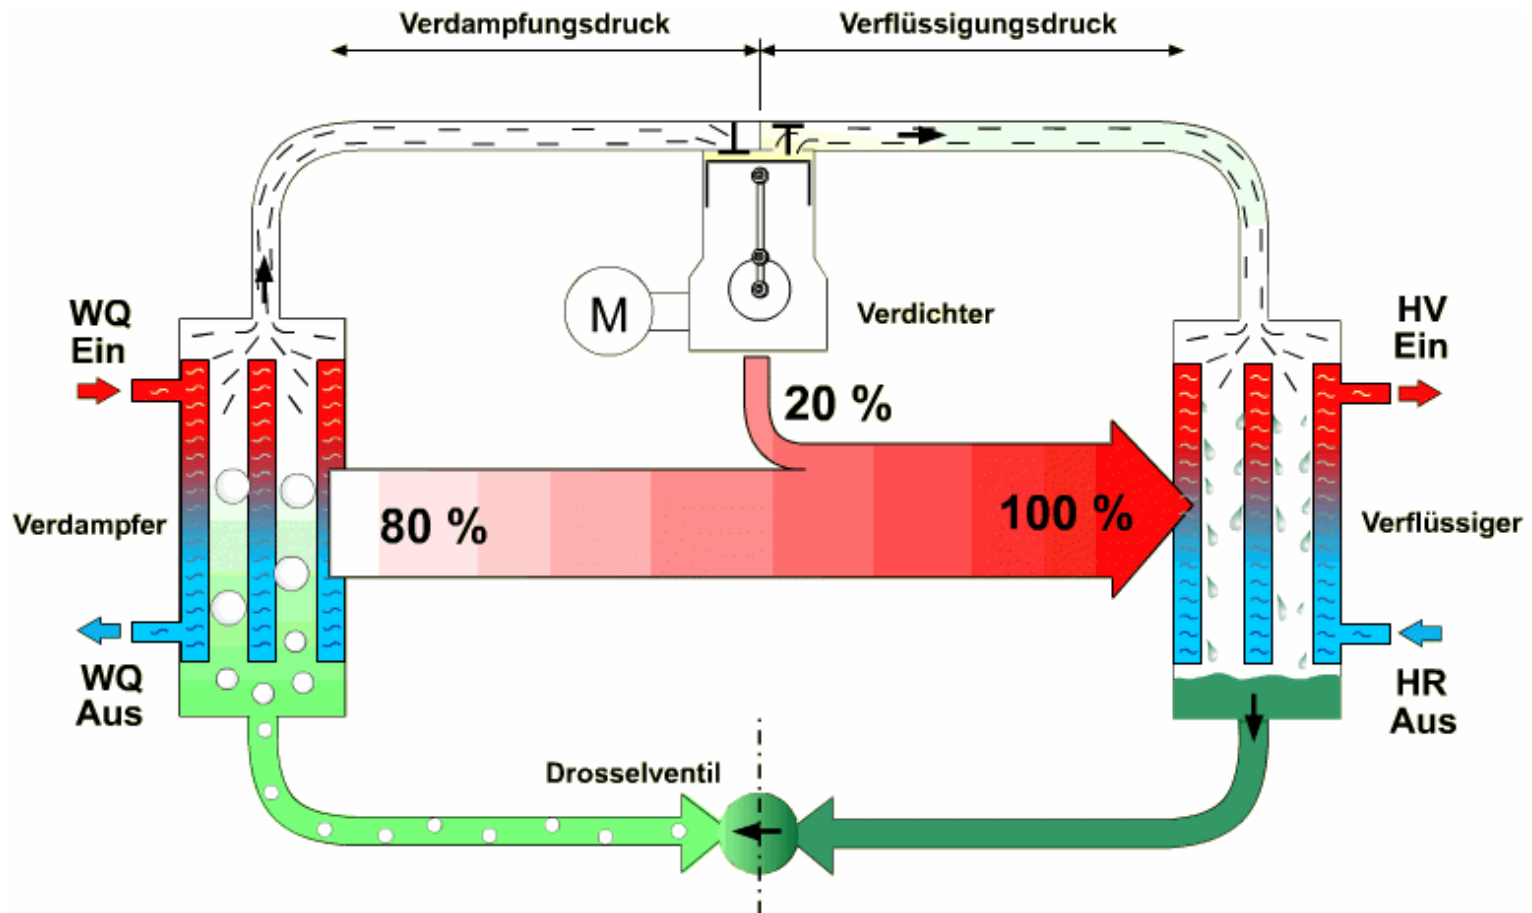 Verdampfungsdruck
Verflüssigungsdruck
M
Verdichter
WQ
Ein
HV
Ein
20 %
80 %
100 %
Verdampfer
Verflüssiger
WQ
Aus
HR
Aus
Drosselventil